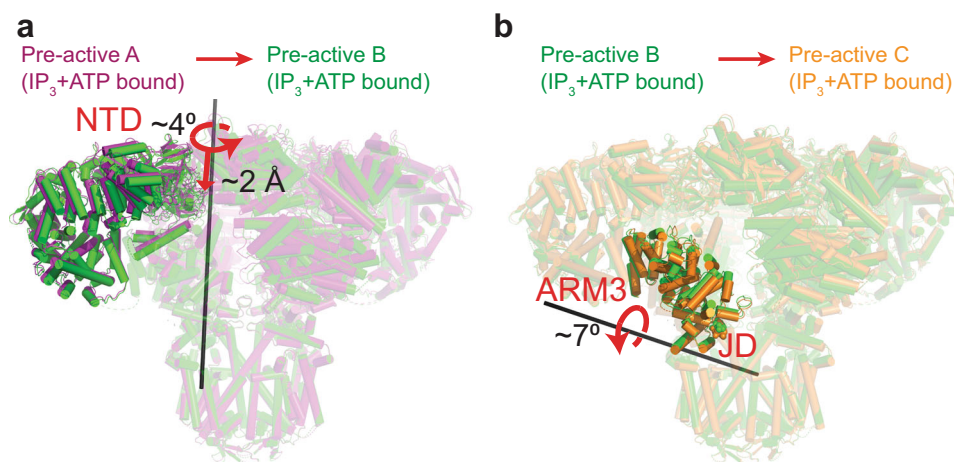 a
Pre-active A
(IP₃+ATP bound)
Pre-active B
(IP₃+ATP bound)
NTD
~4º
~2 Å
b
Pre-active B
(IP₃+ATP bound)
Pre-active C
(IP₃+ATP bound)
ARM3
~7º
JD